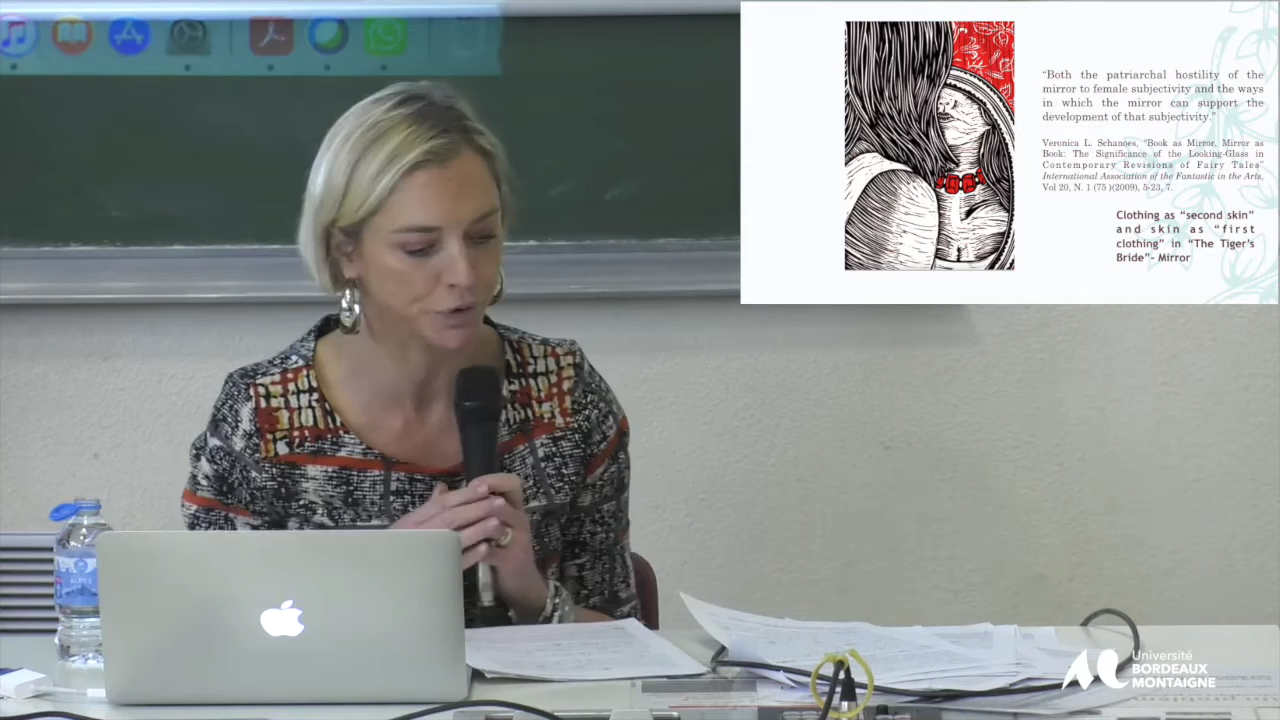 “Both the patriarchal hostility of the
mirror to female subjectivity and the ways
in which the mirror can support the
development of that subjectivity.”
Veronica L. Schanoes, “Book as Mirror, Mirror as
Book: The Significance of the Looking-Glass in
Contemporary Revisions of Fairy Tales”
International Association of the Fantastic in the Arts,
Vol 20, N. 1 (75 )(2009), 5-23, 7.
Clothing as “second skin”
and skin as “first
clothing” in “The Tiger’s
Bride”- Mirror
Université
BORDEAUX
MONTAIGNE